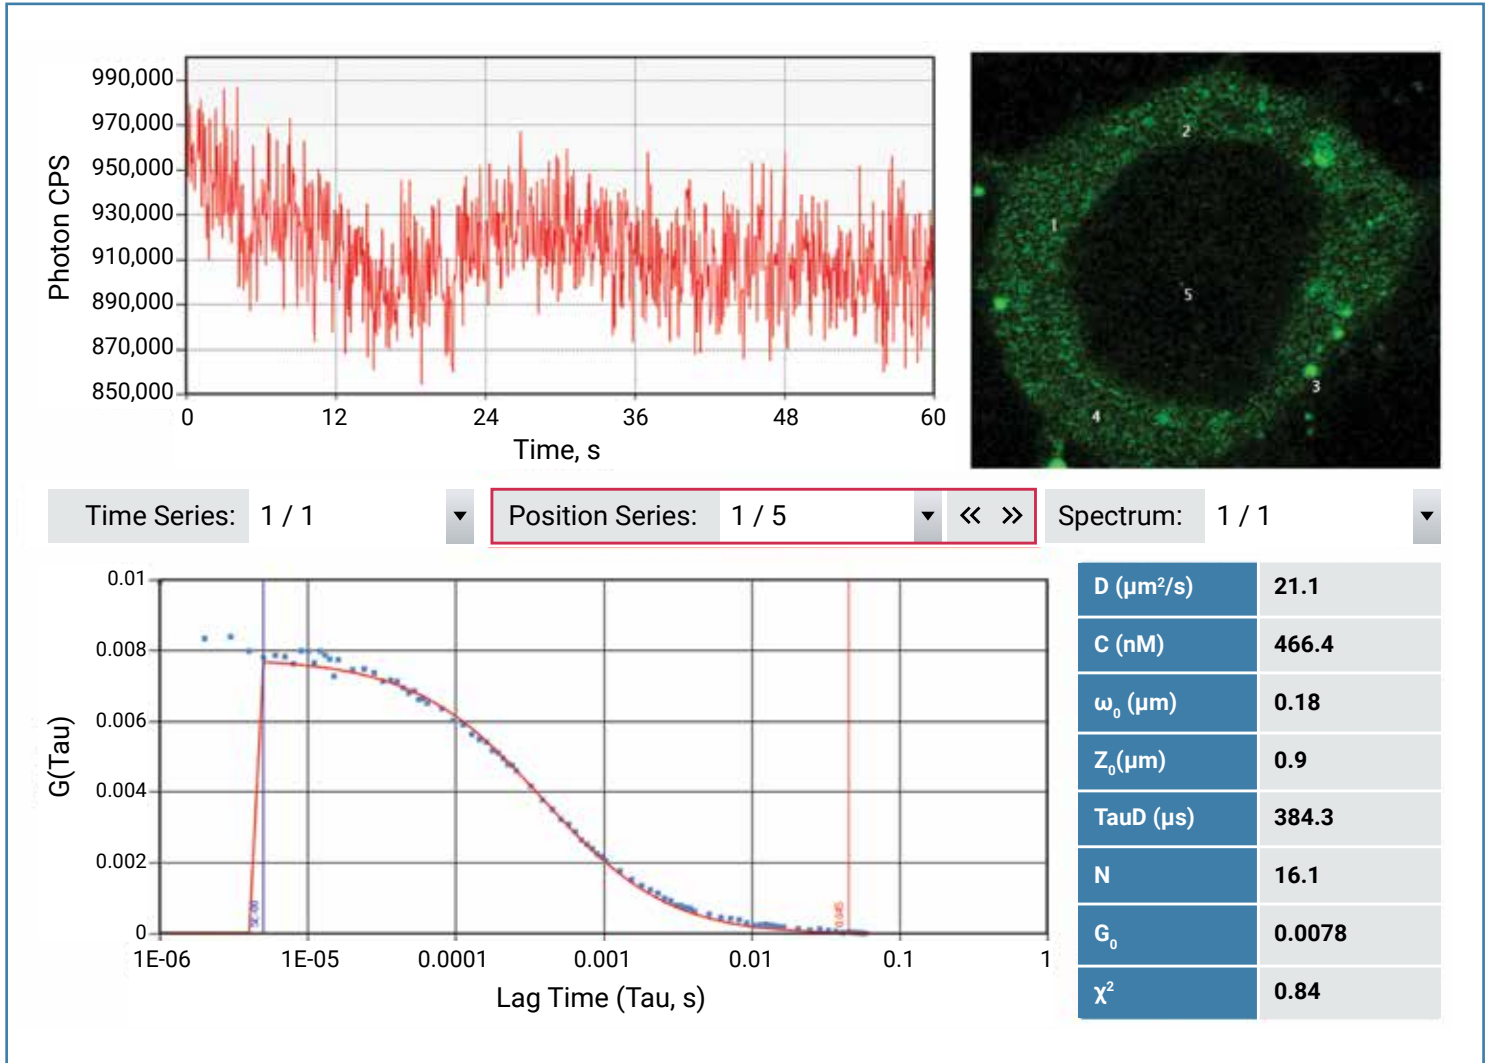 990,000
970,000
950,000
930,000
910,000
890,000
870,000
850,000
Photon CPS
0 12 24 36 48 60
Time, s
2
1
5
3
4
Time Series: 1 / 1
Position Series: 1 / 5
Spectrum: 1 / 1
0.01
0.008
0.006
0.004
0.002
0
G(Tau)
5E-06
0.045
1E-06 1E-05 0.0001 0.001 0.01 0.1 1
Lag Time (Tau, s)
D (µm²/s) 21.1
C (nM) 466.4
ω₀ (µm) 0.18
Z₀(µm) 0.9
TauD (µs) 384.3
N 16.1
G₀ 0.0078
χ² 0.84